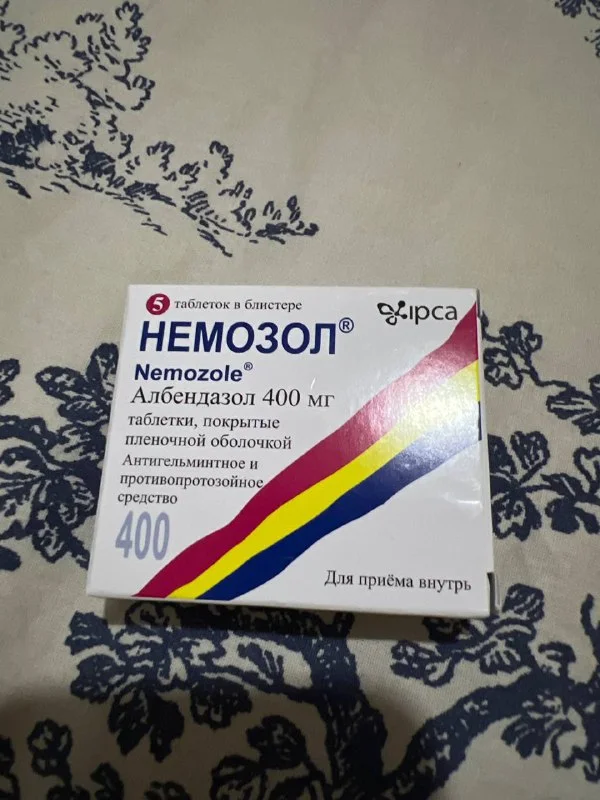 5 таблеток в блистере
ipca
НЕМОЗОЛ®
Nemozole®
Албендазол 400 мг
таблетки, покрытые
пленочной оболочкой
Антигельминтное и
противопротозойное
средство
400
Для приёма внутрь